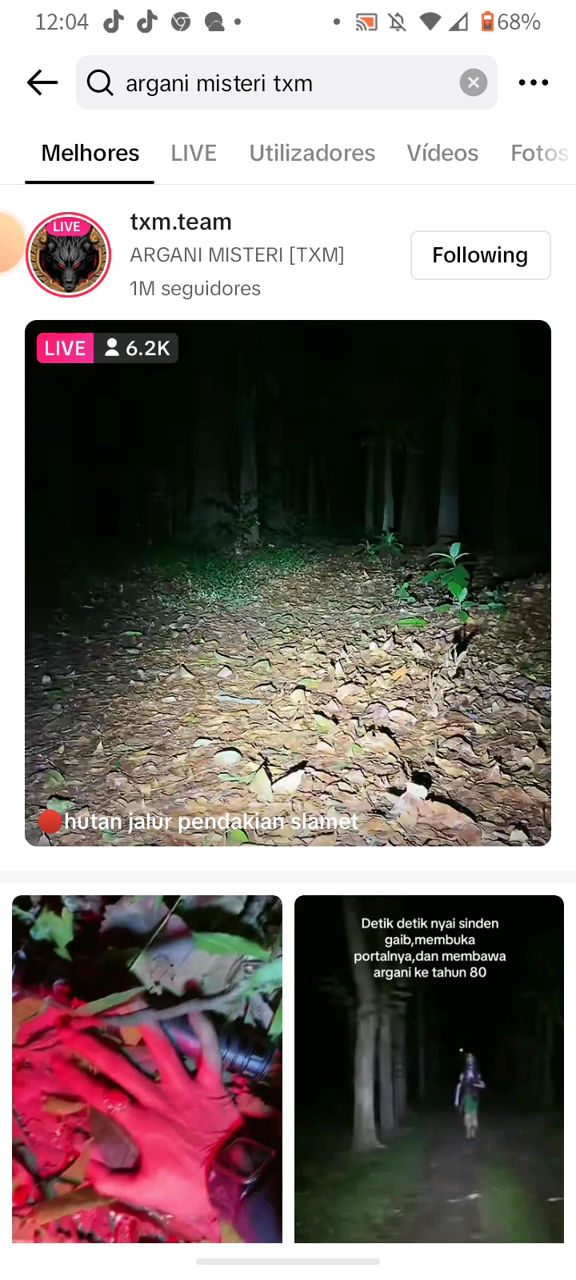 12:04
68%
argani misteri txm
Melhores LIVE Utilizadores Vídeos Fotos
LIVE
txm.team
ARGANI MISTERI [TXM]
1M seguidores
Following
LIVE 6.2K
hutan jalur pendakian slamet
Detik detik nyai sinden
gaib,membuka
portalnya,dan membawa
argani ke tahun 80